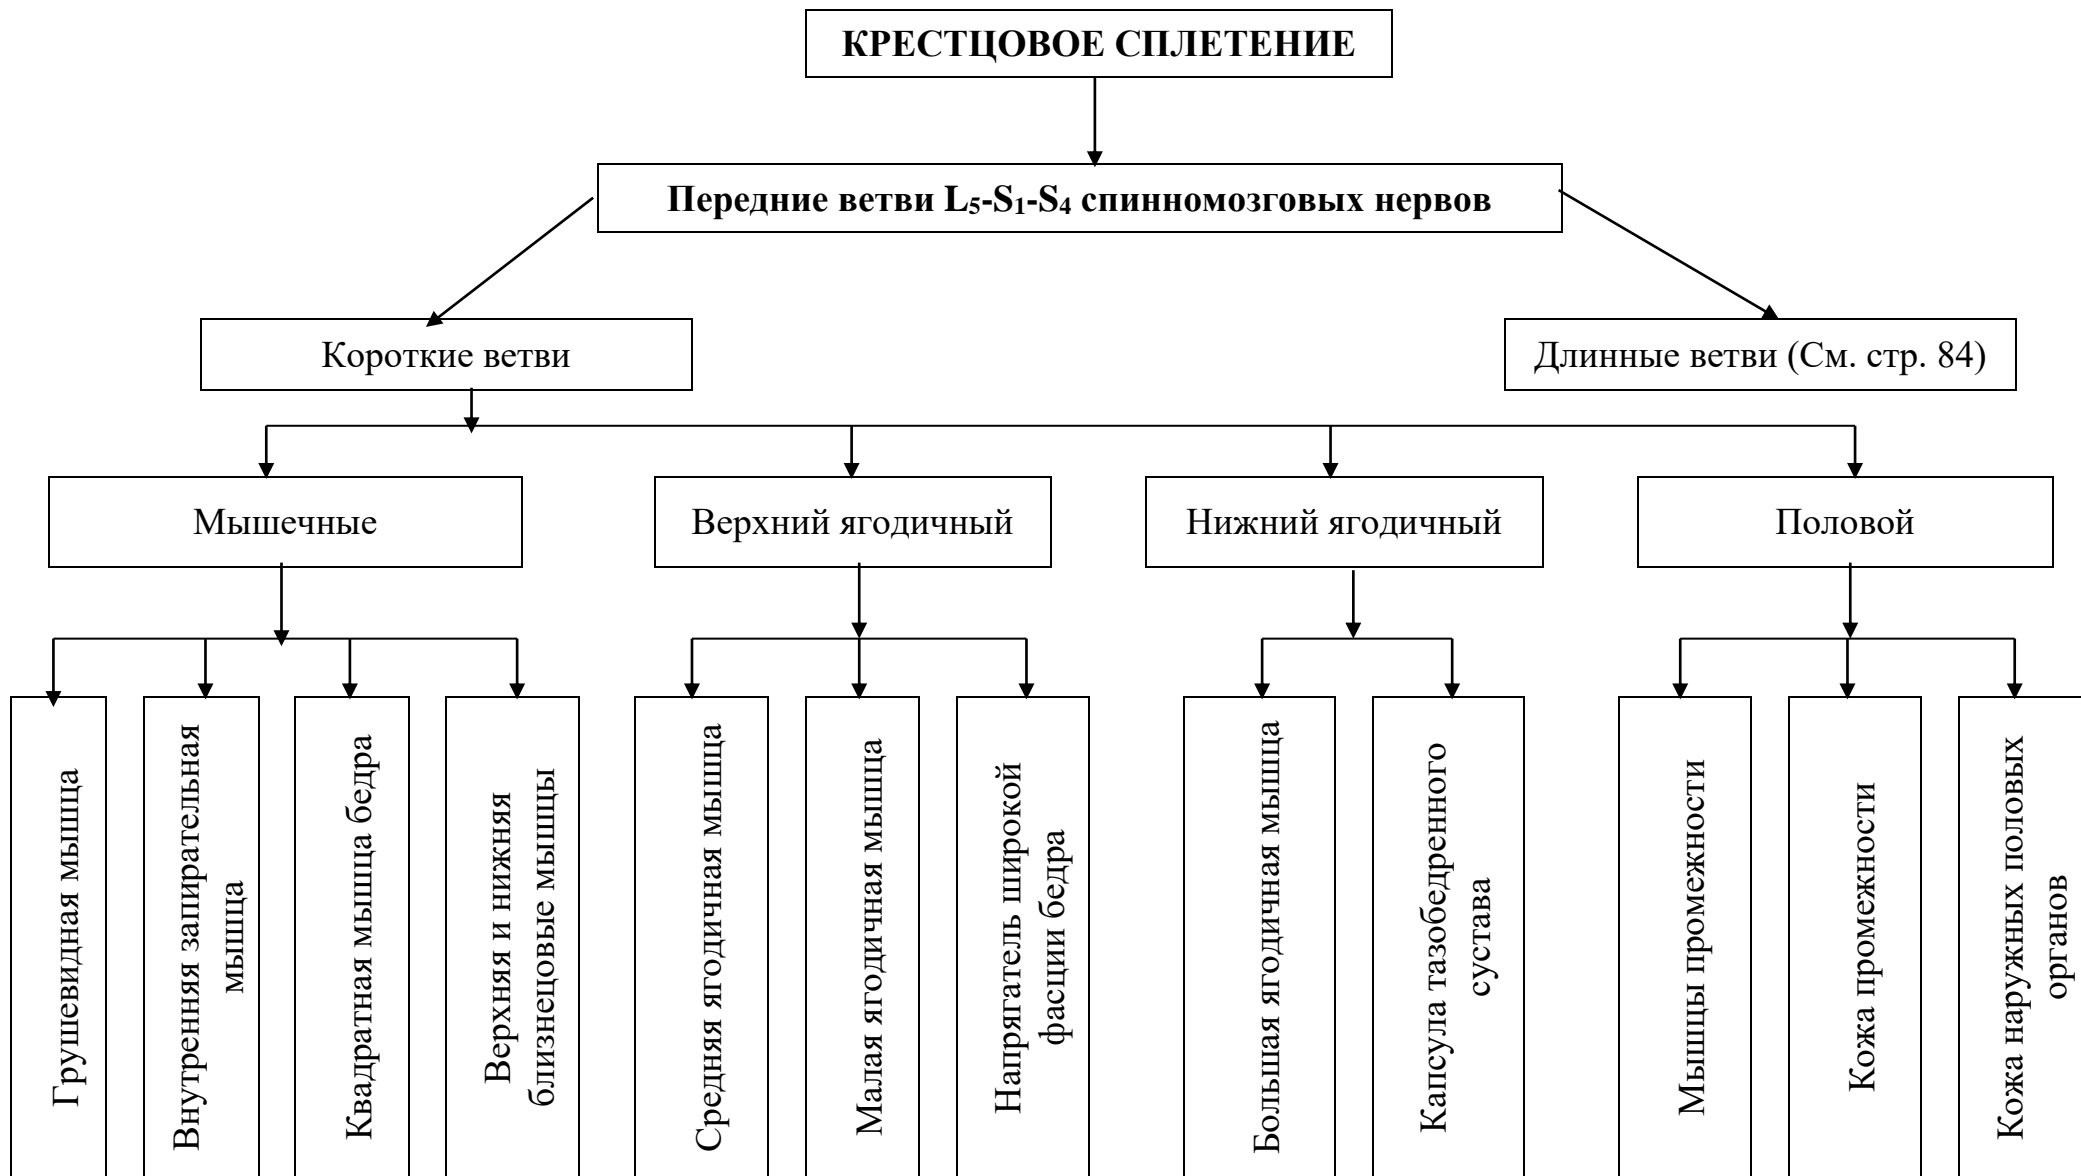 КРЕСТЦОВОЕ СПЛЕТЕНИЕ
Передние ветви L₅-S₁-S₄ спинномозговых нервов
Короткие ветви
Длинные ветви (См. стр. 84)
Мышечные
Верхний ягодичный
Нижний ягодичный
Половой
Грушевидная мышца
Внутренняя запирательная
мышца
Квадратная мышца бедра
Верхняя и нижняя
близнецовые мышцы
Средняя ягодичная мышца
Малая ягодичная мышца
Напрягатель широкой
фасции бедра
Большая ягодичная мышца
Капсула тазобедренного
сустава
Мышцы промежности
Кожа промежности
Кожа наружных половых
органов